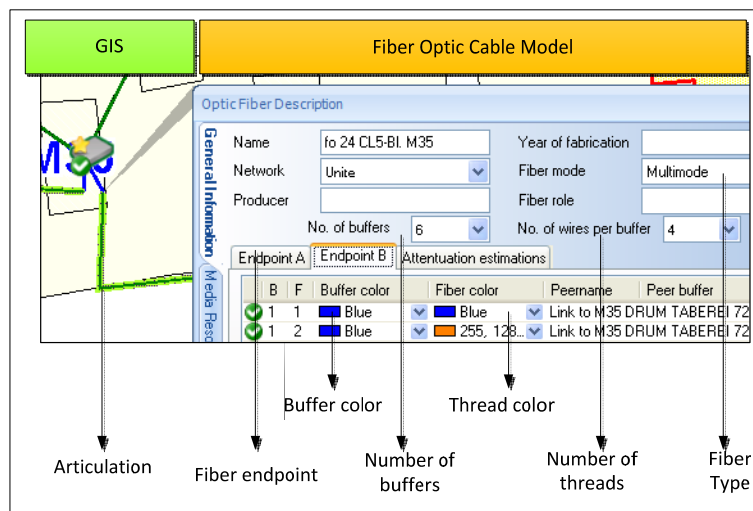 GIS
Fiber Optic Cable Model
Optic Fiber Description
General Information
Name
fo 24 CL5-Bl. M35
Year of fabrication
Network
Unite
Fiber mode
Multimode
Producer
Fiber role
No. of buffers
6
No. of wires per buffer
4
Endpoint A
Endpoint B
Attentuation estimations
Media Reso
B F Buffer color Fiber color Peername Peer buffer
1 1 Blue Blue Link to M35 DRUM TABEREI 72
1 2 Blue 255, 128... Link to M35 DRUM TABEREI 72
Buffer color
Thread color
Articulation
Fiber endpoint
Number of
buffers
Number of
threads
Fiber
Type